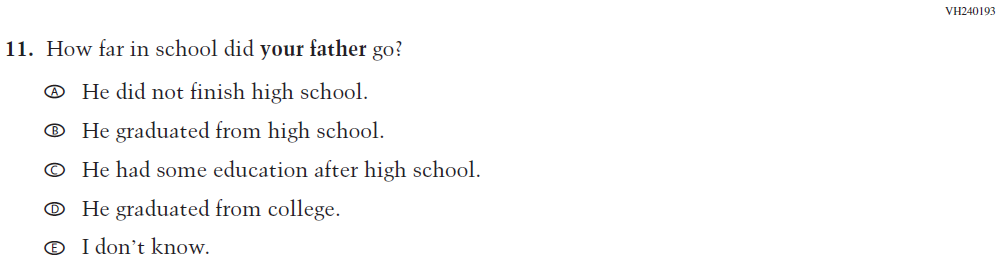 VH240193
11. How far in school did your father go?
A He did not finish high school.
B He graduated from high school.
C He had some education after high school.
D He graduated from college.
E I don’t know.